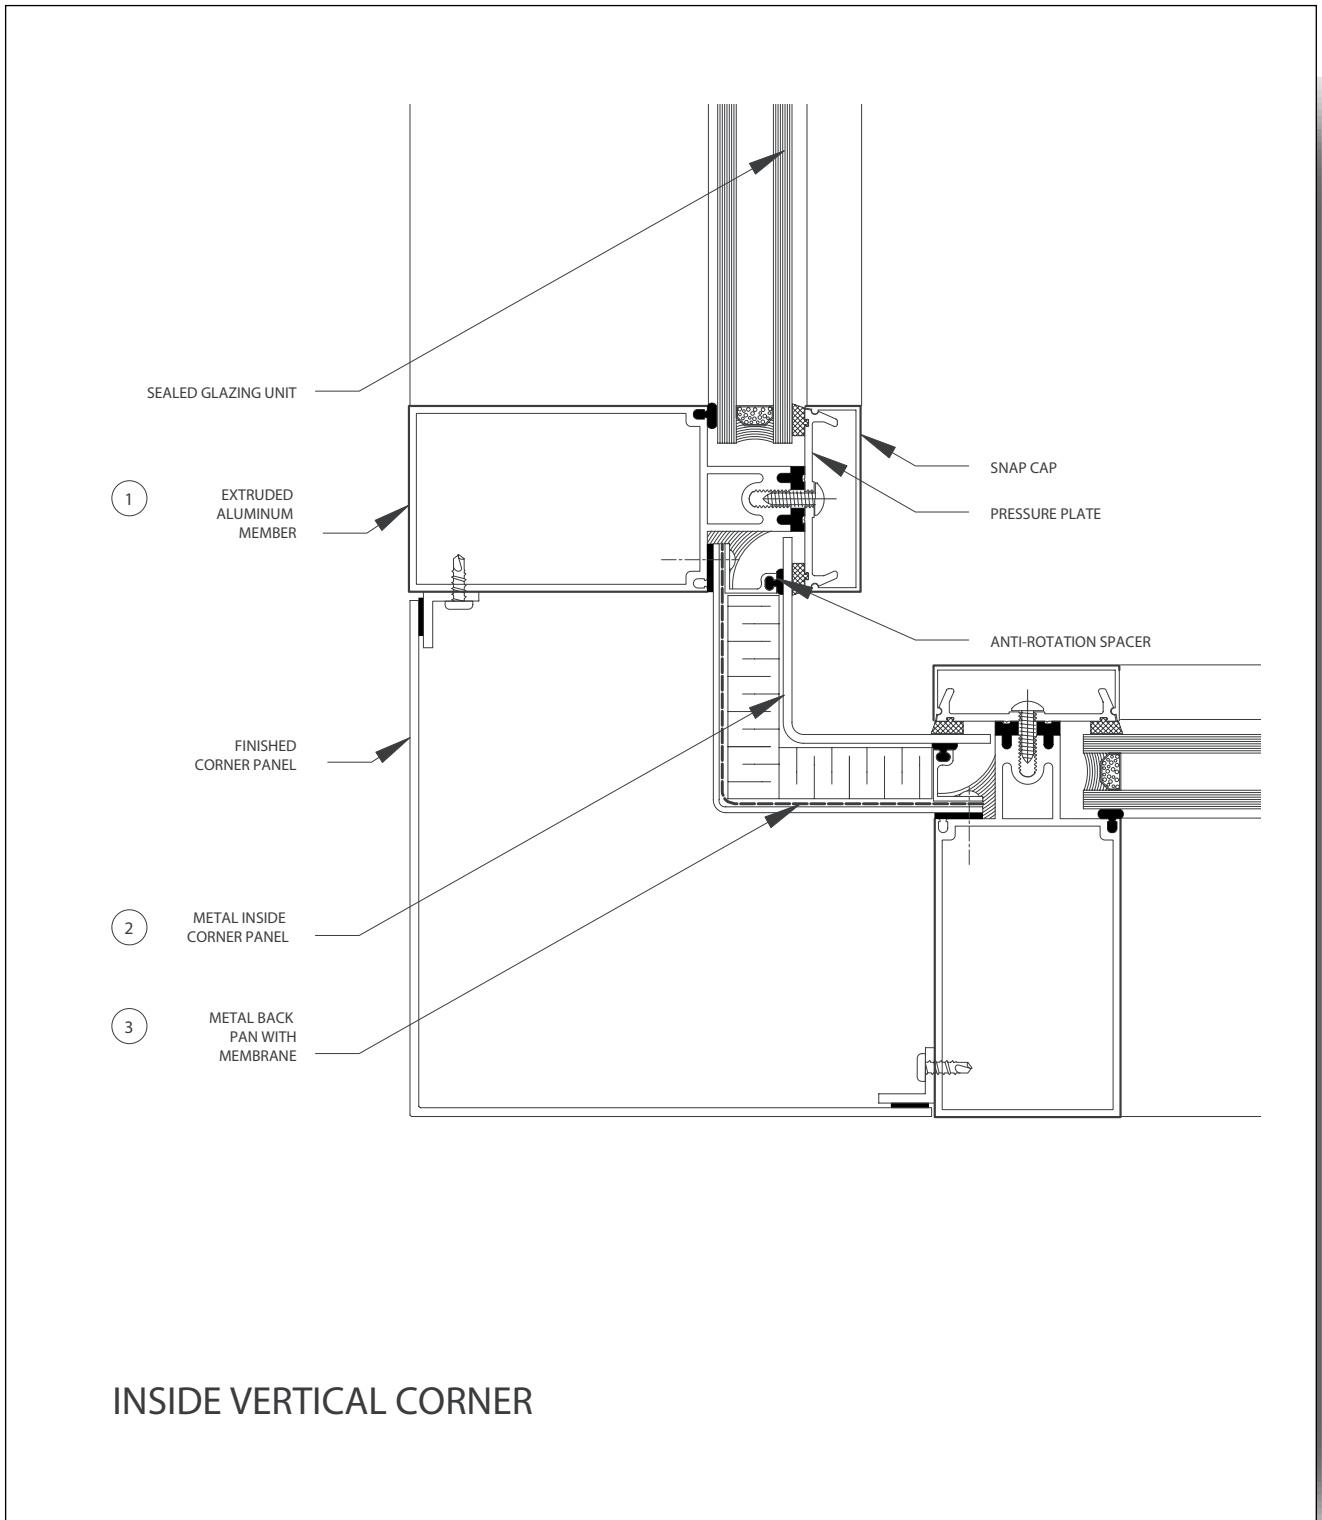 SEALED GLAZING UNIT
SNAP CAP
1
EXTRUDED
ALUMINUM
MEMBER
PRESSURE PLATE
ANTI-ROTATION SPACER
FINISHED
CORNER PANEL
2
METAL INSIDE
CORNER PANEL
3
METAL BACK
PAN WITH
MEMBRANE
INSIDE VERTICAL CORNER